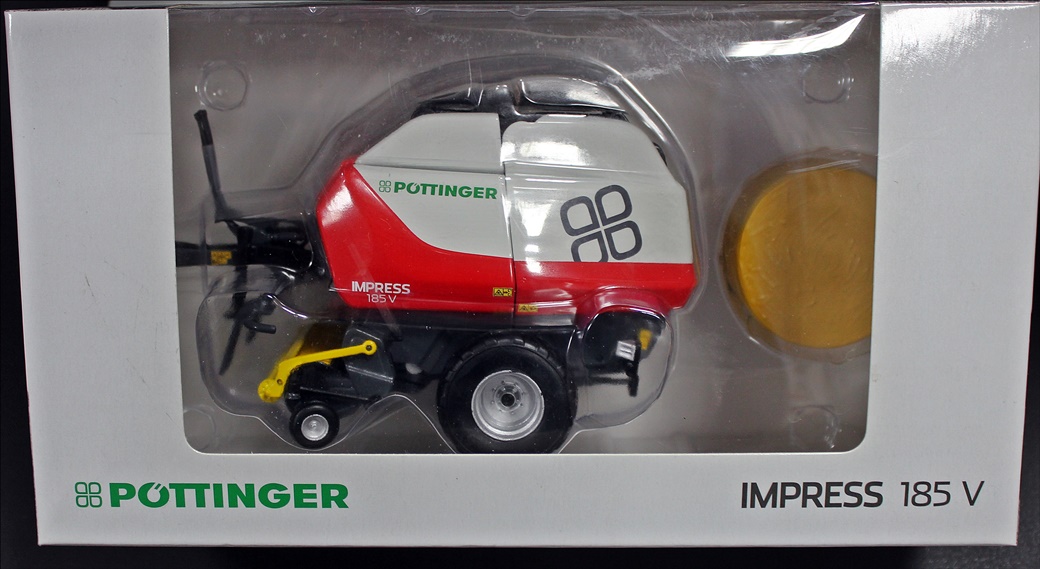 PÖTTINGER
IMPRESS
185 V
PÖTTINGER
IMPRESS 185 V